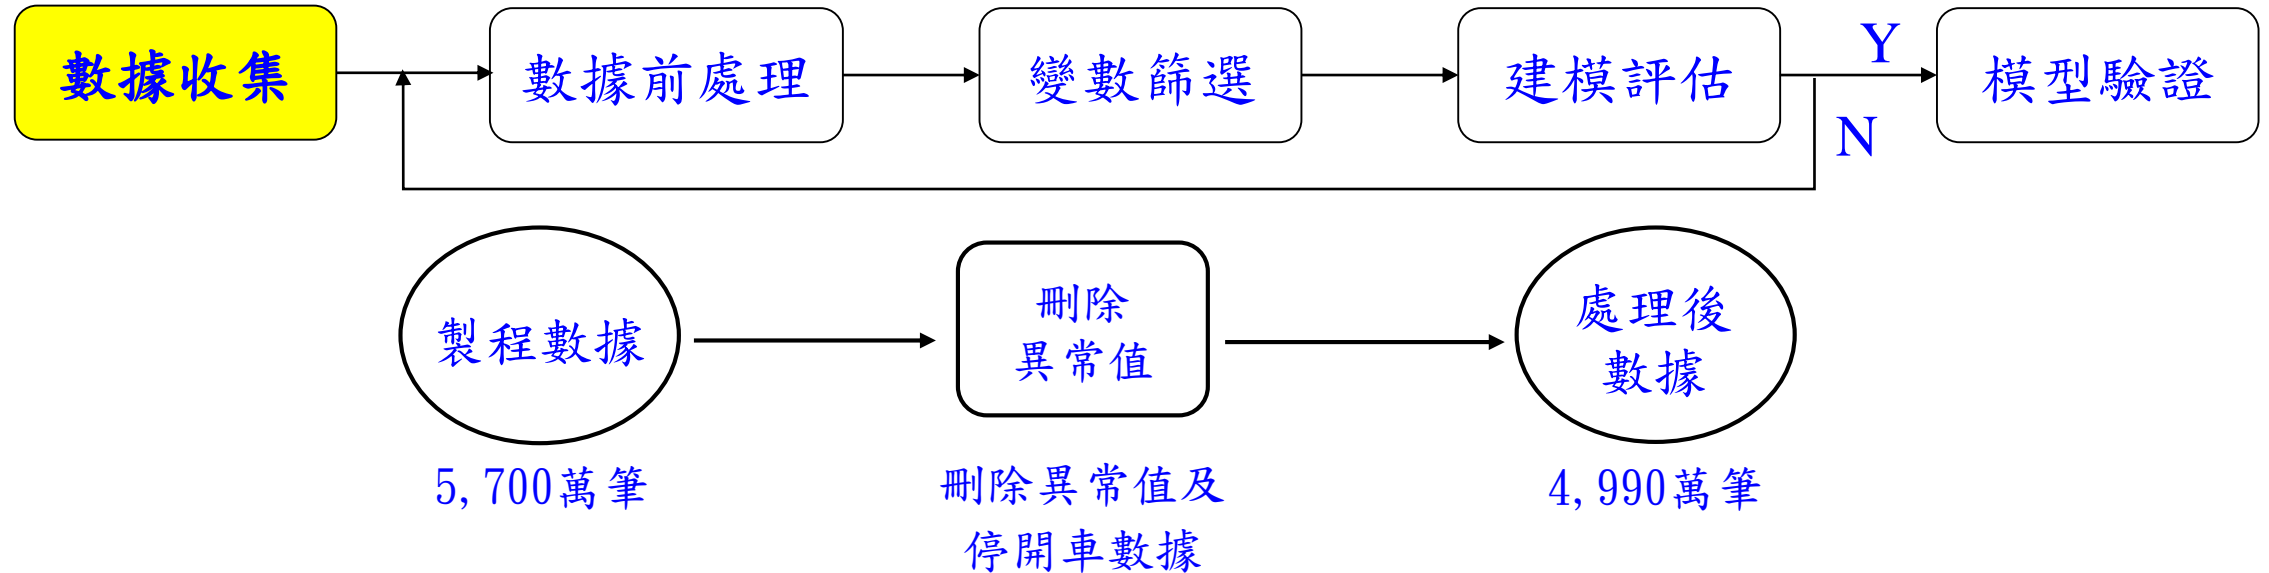 數據收集
數據前處理
變數篩選
建模評估
Y
N
模型驗證
製程數據
刪除
異常值
處理後
數據
5,700萬筆
刪除異常值及
停開車數據
4,990萬筆